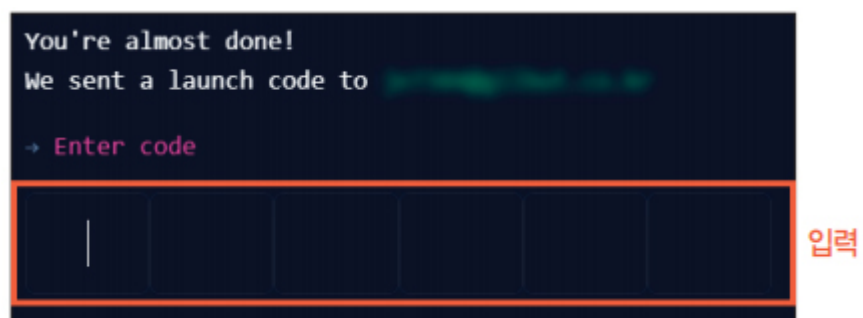 You're almost done!
We sent a launch code to
→ Enter code
입력